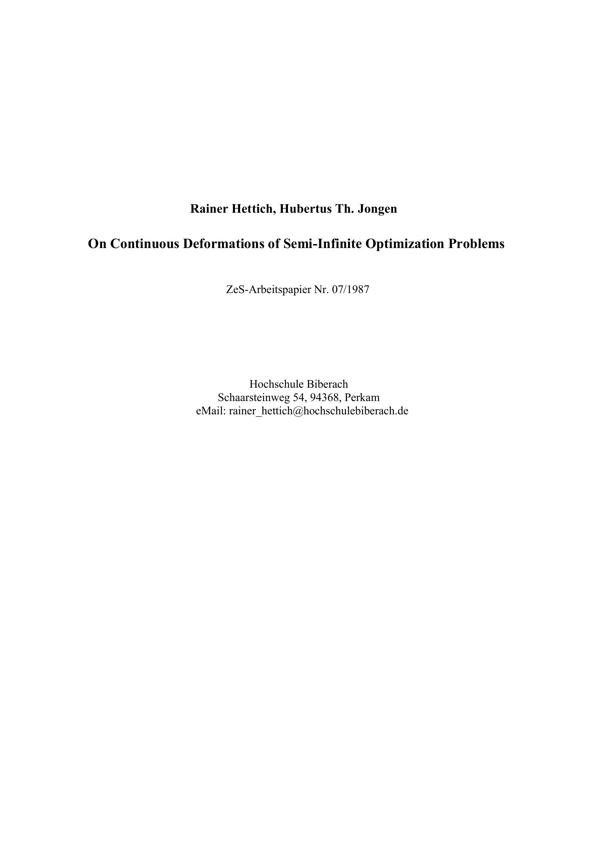 Rainer Hettich, Hubertus Th. Jongen
On Continuous Deformations of Semi-Infinite Optimization Problems
ZeS-Arbeitspapier Nr. 07/1987
Hochschule Biberach
Schaarsteinweg 54, 94368, Perkam
eMail: rainer_hettich@hochschulebiberach.de